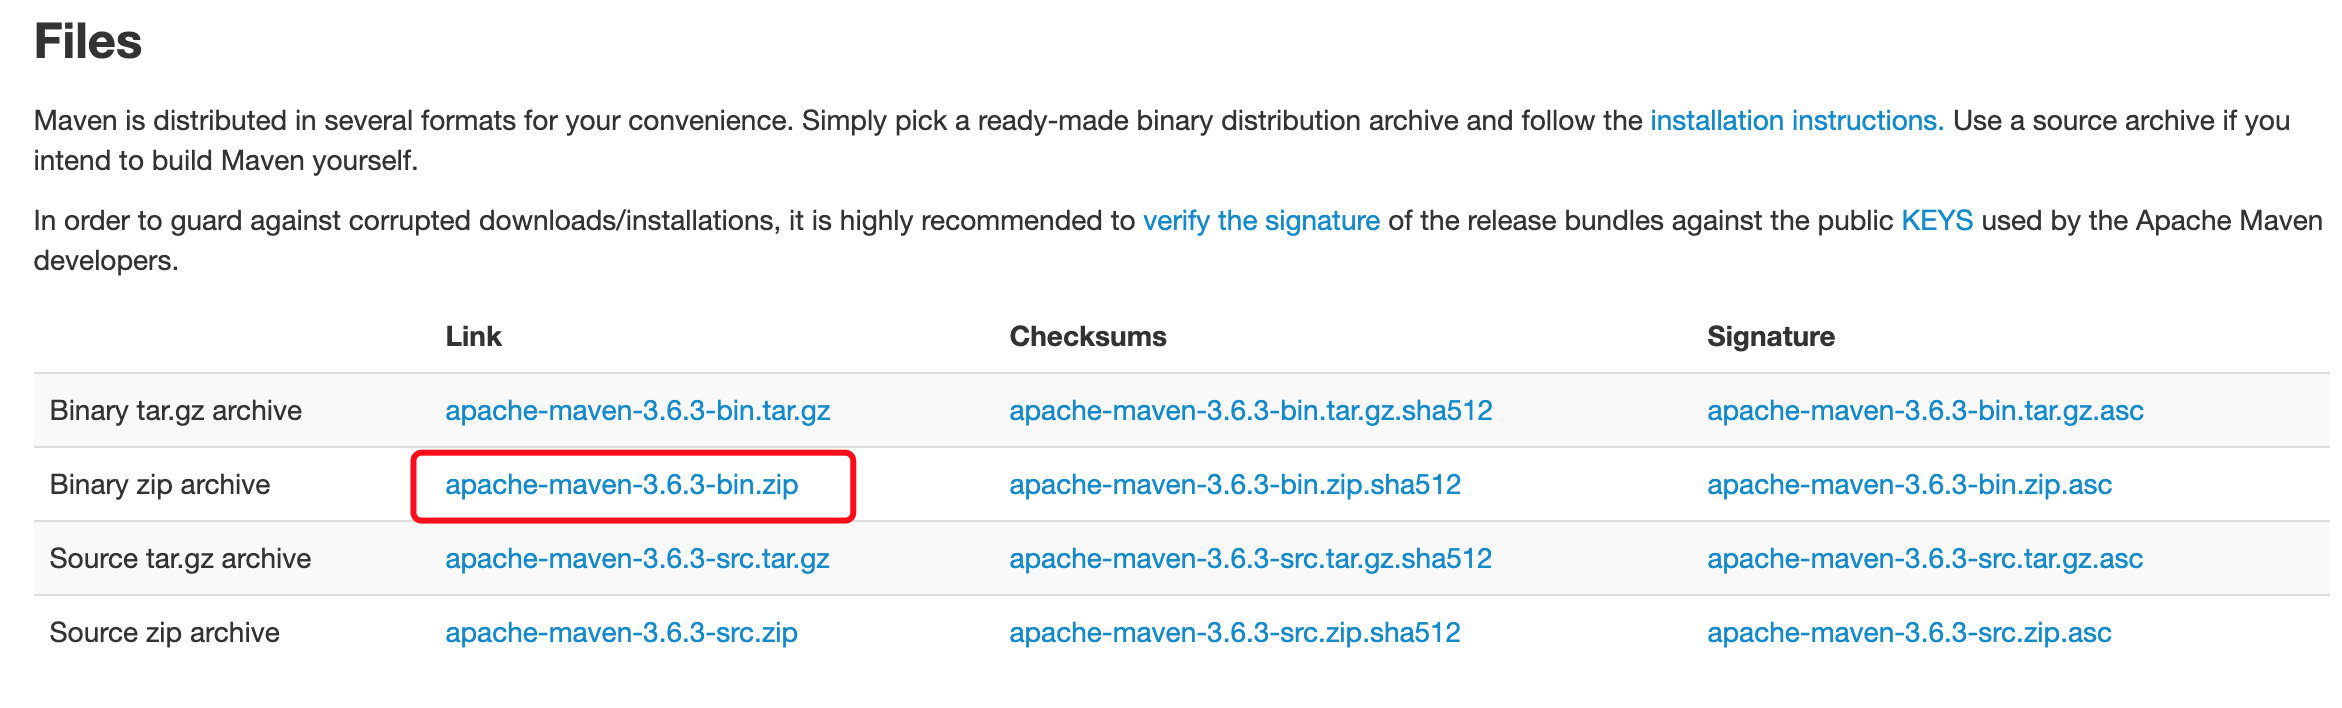 Files
Maven is distributed in several formats for your convenience. Simply pick a ready-made binary distribution archive and follow the installation instructions. Use a source archive if you
intend to build Maven yourself.
In order to guard against corrupted downloads/installations, it is highly recommended to verify the signature of the release bundles against the public KEYS used by the Apache Maven
developers.
Link Checksums Signature
Binary tar.gz archive apache-maven-3.6.3-bin.tar.gz apache-maven-3.6.3-bin.tar.gz.sha512 apache-maven-3.6.3-bin.tar.gz.asc
Binary zip archive apache-maven-3.6.3-bin.zip apache-maven-3.6.3-bin.zip.sha512 apache-maven-3.6.3-bin.zip.asc
Source tar.gz archive apache-maven-3.6.3-src.tar.gz apache-maven-3.6.3-src.tar.gz.sha512 apache-maven-3.6.3-src.tar.gz.asc
Source zip archive apache-maven-3.6.3-src.zip apache-maven-3.6.3-src.zip.sha512 apache-maven-3.6.3-src.zip.asc